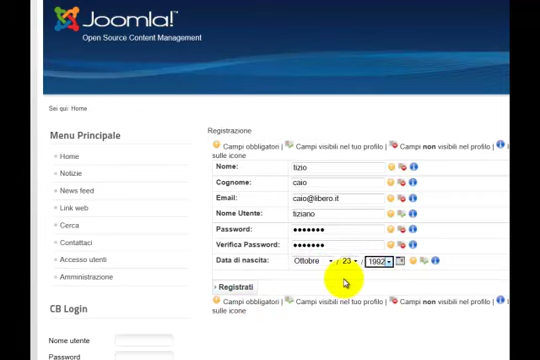 Joomla!
Open Source Content Management
Sei qui: Home
Menu Principale
Home
Notizie
News feed
Link web
Cerca
Contattaci
Accesso utenti
Amministrazione
CB Login
Nome utente
Password
Registrazione
Campi obbligatori | Campi visibili nel tuo profilo | Campi non visibili nel profilo |
sulle icone
Nome: tizio
Cognome: caio
Email: caio@libero.it
Nome Utente: tiziano
Password: •••••••
Verifica Password: •••••••
Data di nascita: Ottobre / 23 / 1992
Registrati
Campi obbligatori | Campi visibili nel tuo profilo | Campi non visibili nel profilo |
sulle icone